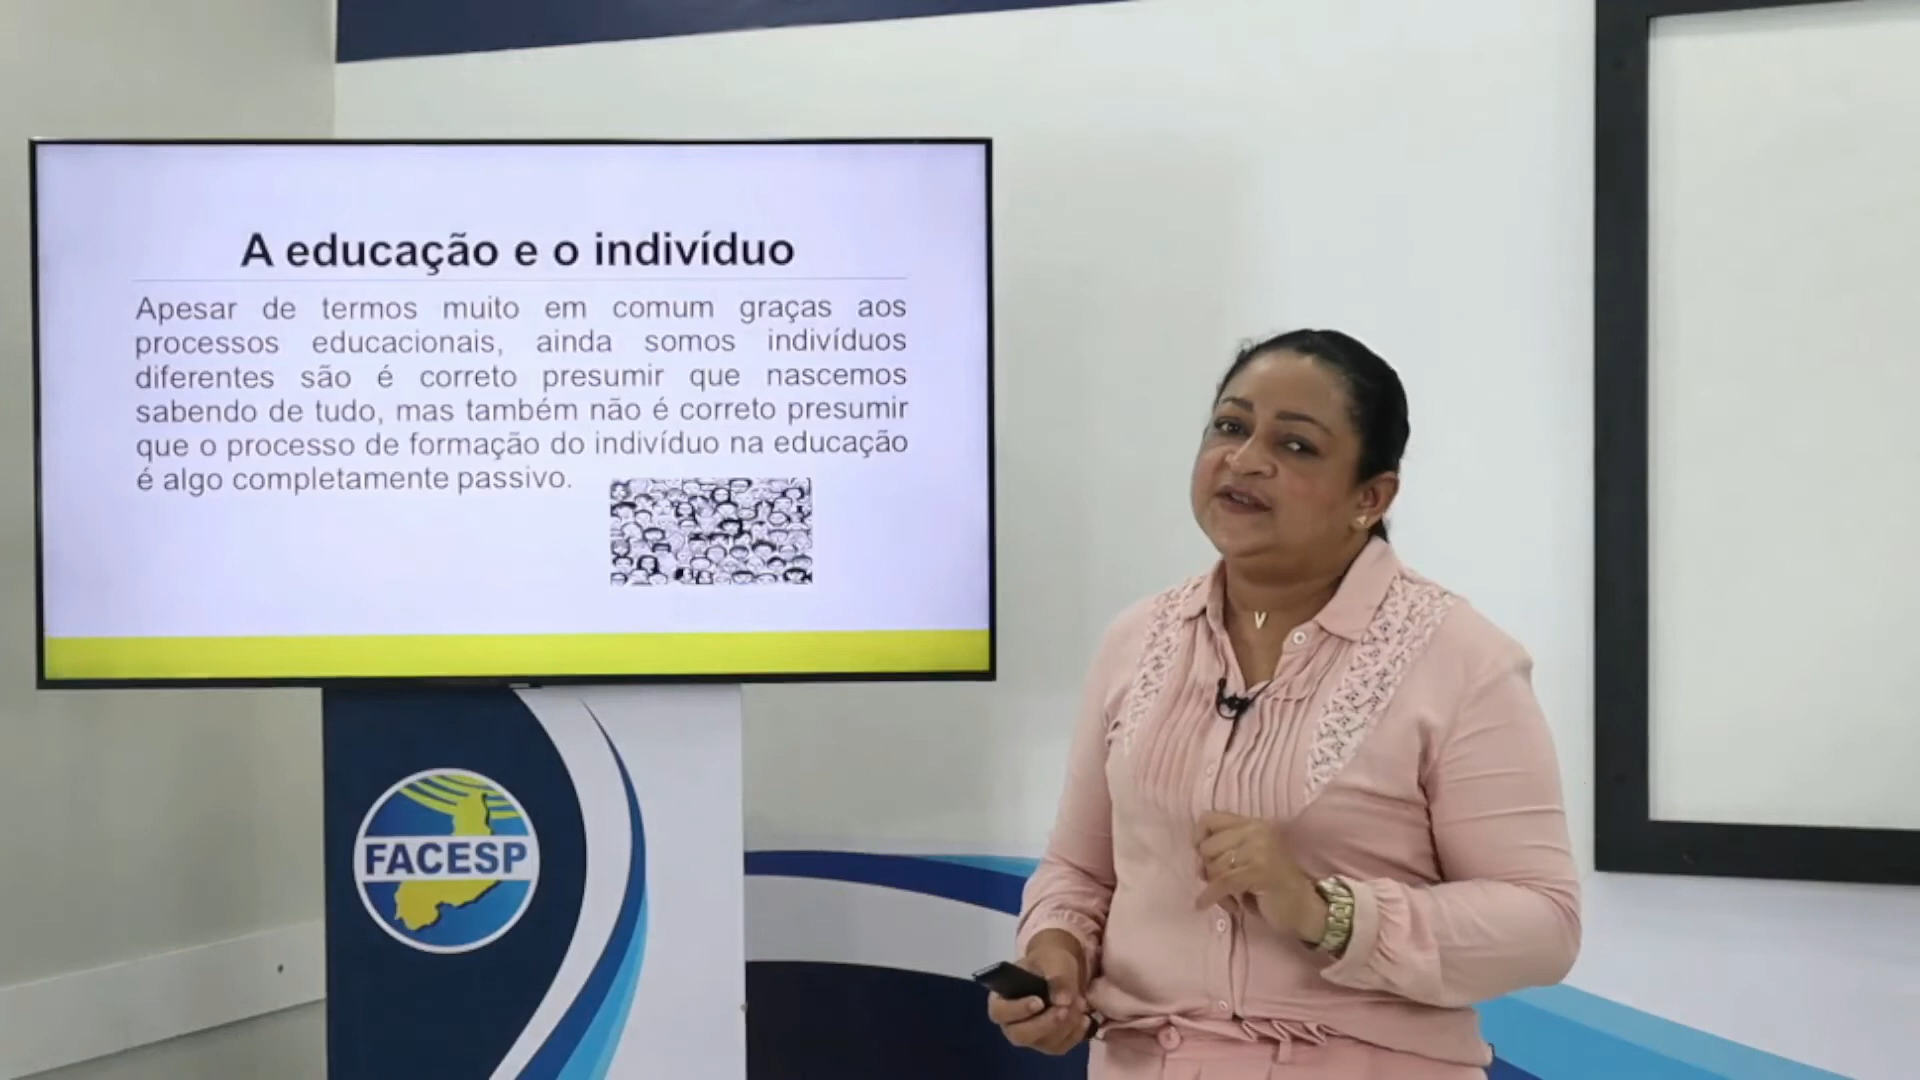 A educação e o indivíduo
Apesar de termos muito em comum graças aos
processos educacionais, ainda somos indivíduos
diferentes são é correto presumir que nascemos
sabendo de tudo, mas também não é correto presumir
que o processo de formação do indivíduo na educação
é algo completamente passivo.
FACESP
V